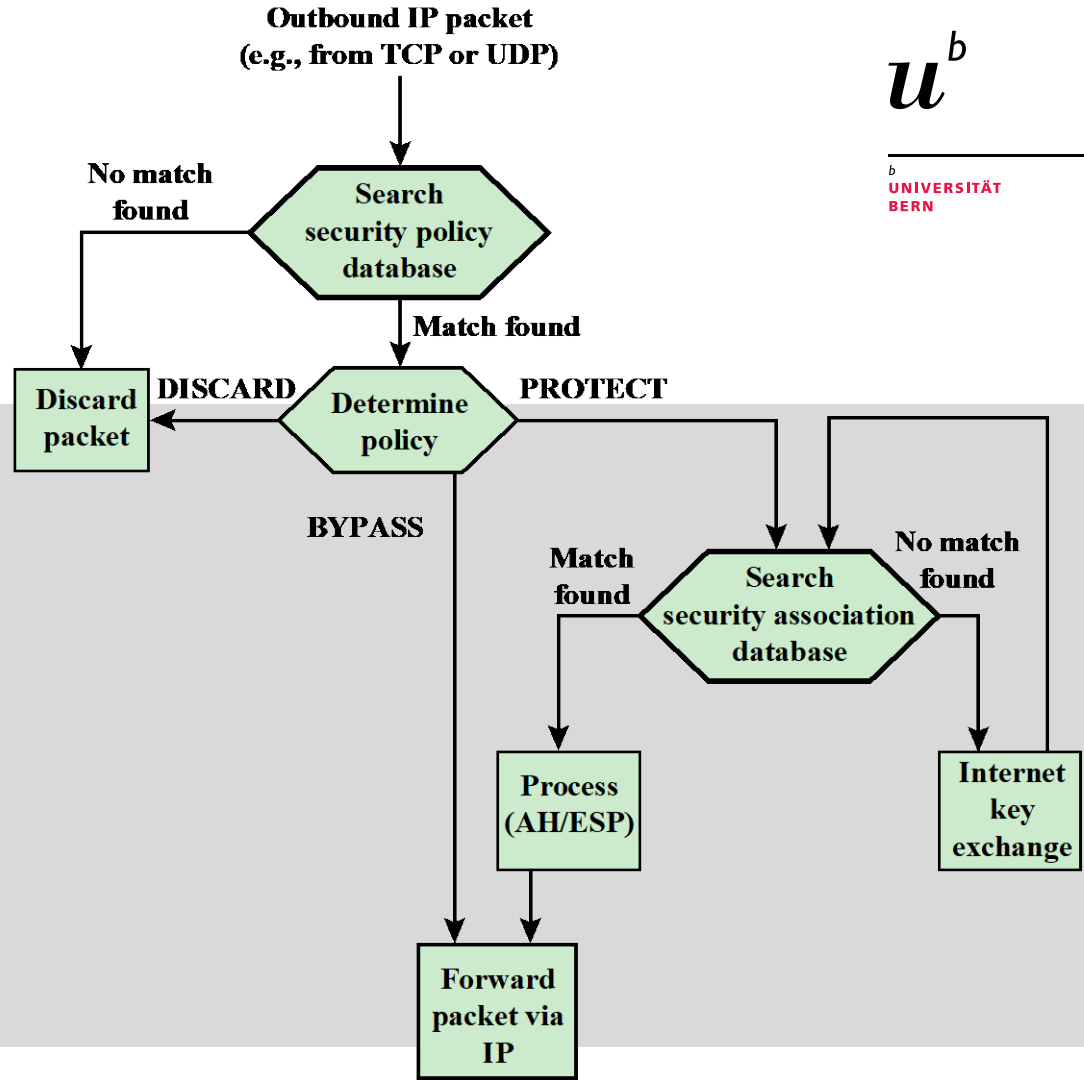 Outbound IP packet
(e.g., from TCP or UDP)
u^b
b
UNIVERSITÄT
BERN
No match
found
Search
security policy
database
Match found
Discard
packet
DISCARD
Determine
policy
PROTECT
BYPASS
Match
found
Search
security association
database
No match
found
Process
(AH/ESP)
Internet
key
exchange
Forward
packet via
IP